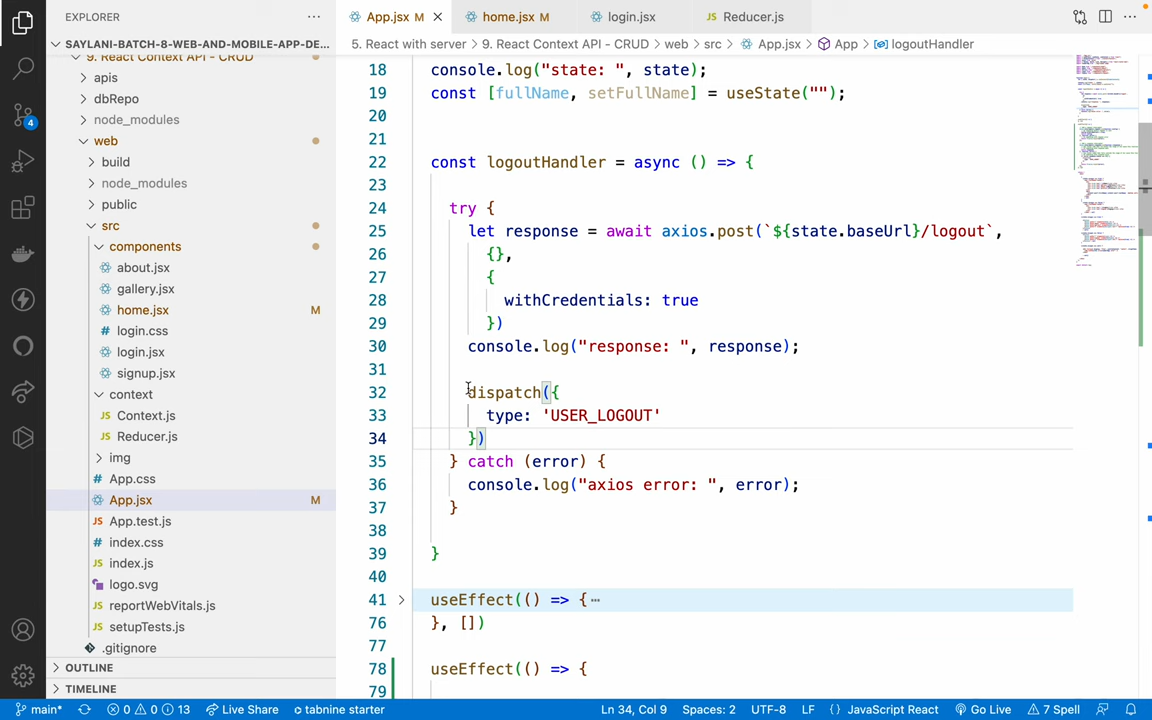 EXPLORER
App.jsx M
home.jsx M
login.jsx
Reducer.js
SAYLANI-BATCH-8-WEB-AND-MOBILE-APP-DE...
5. React with server > 9. React Context API - CRUD > web > src > App.jsx > App > logoutHandler
9. React Context API - CRUD
apis
dbRepo
node_modules
web
build
node_modules
public
src
components
about.jsx
gallery.jsx
home.jsx M
login.css
login.jsx
signup.jsx
context
Context.js
Reducer.js
img
App.css
App.jsx M
App.test.js
index.css
index.js
logo.svg
reportWebVitals.js
setupTests.js
.gitignore
OUTLINE
TIMELINE
4
18 console.log("state: ", state);
19 const [fullName, setFullName] = useState("");
20
21
22 const logoutHandler = async () => {
23
24 try {
25 let response = await axios.post(`${state.baseUrl}/logout`,
26 {},
27 {
28 withCredentials: true
29 })
30 console.log("response: ", response);
31
32 dispatch({
33 type: 'USER_LOGOUT'
34 })
35 } catch (error) {
36 console.log("axios error: ", error);
37 }
38
39 }
40
41 useEffect(() => { ⋯
76 }, [])
77
78 useEffect(() => {
79
main* 0 0 13 Live Share tabnine starter Ln 34, Col 9 Spaces: 2 UTF-8 LF {} JavaScript React Go Live 7 Spell